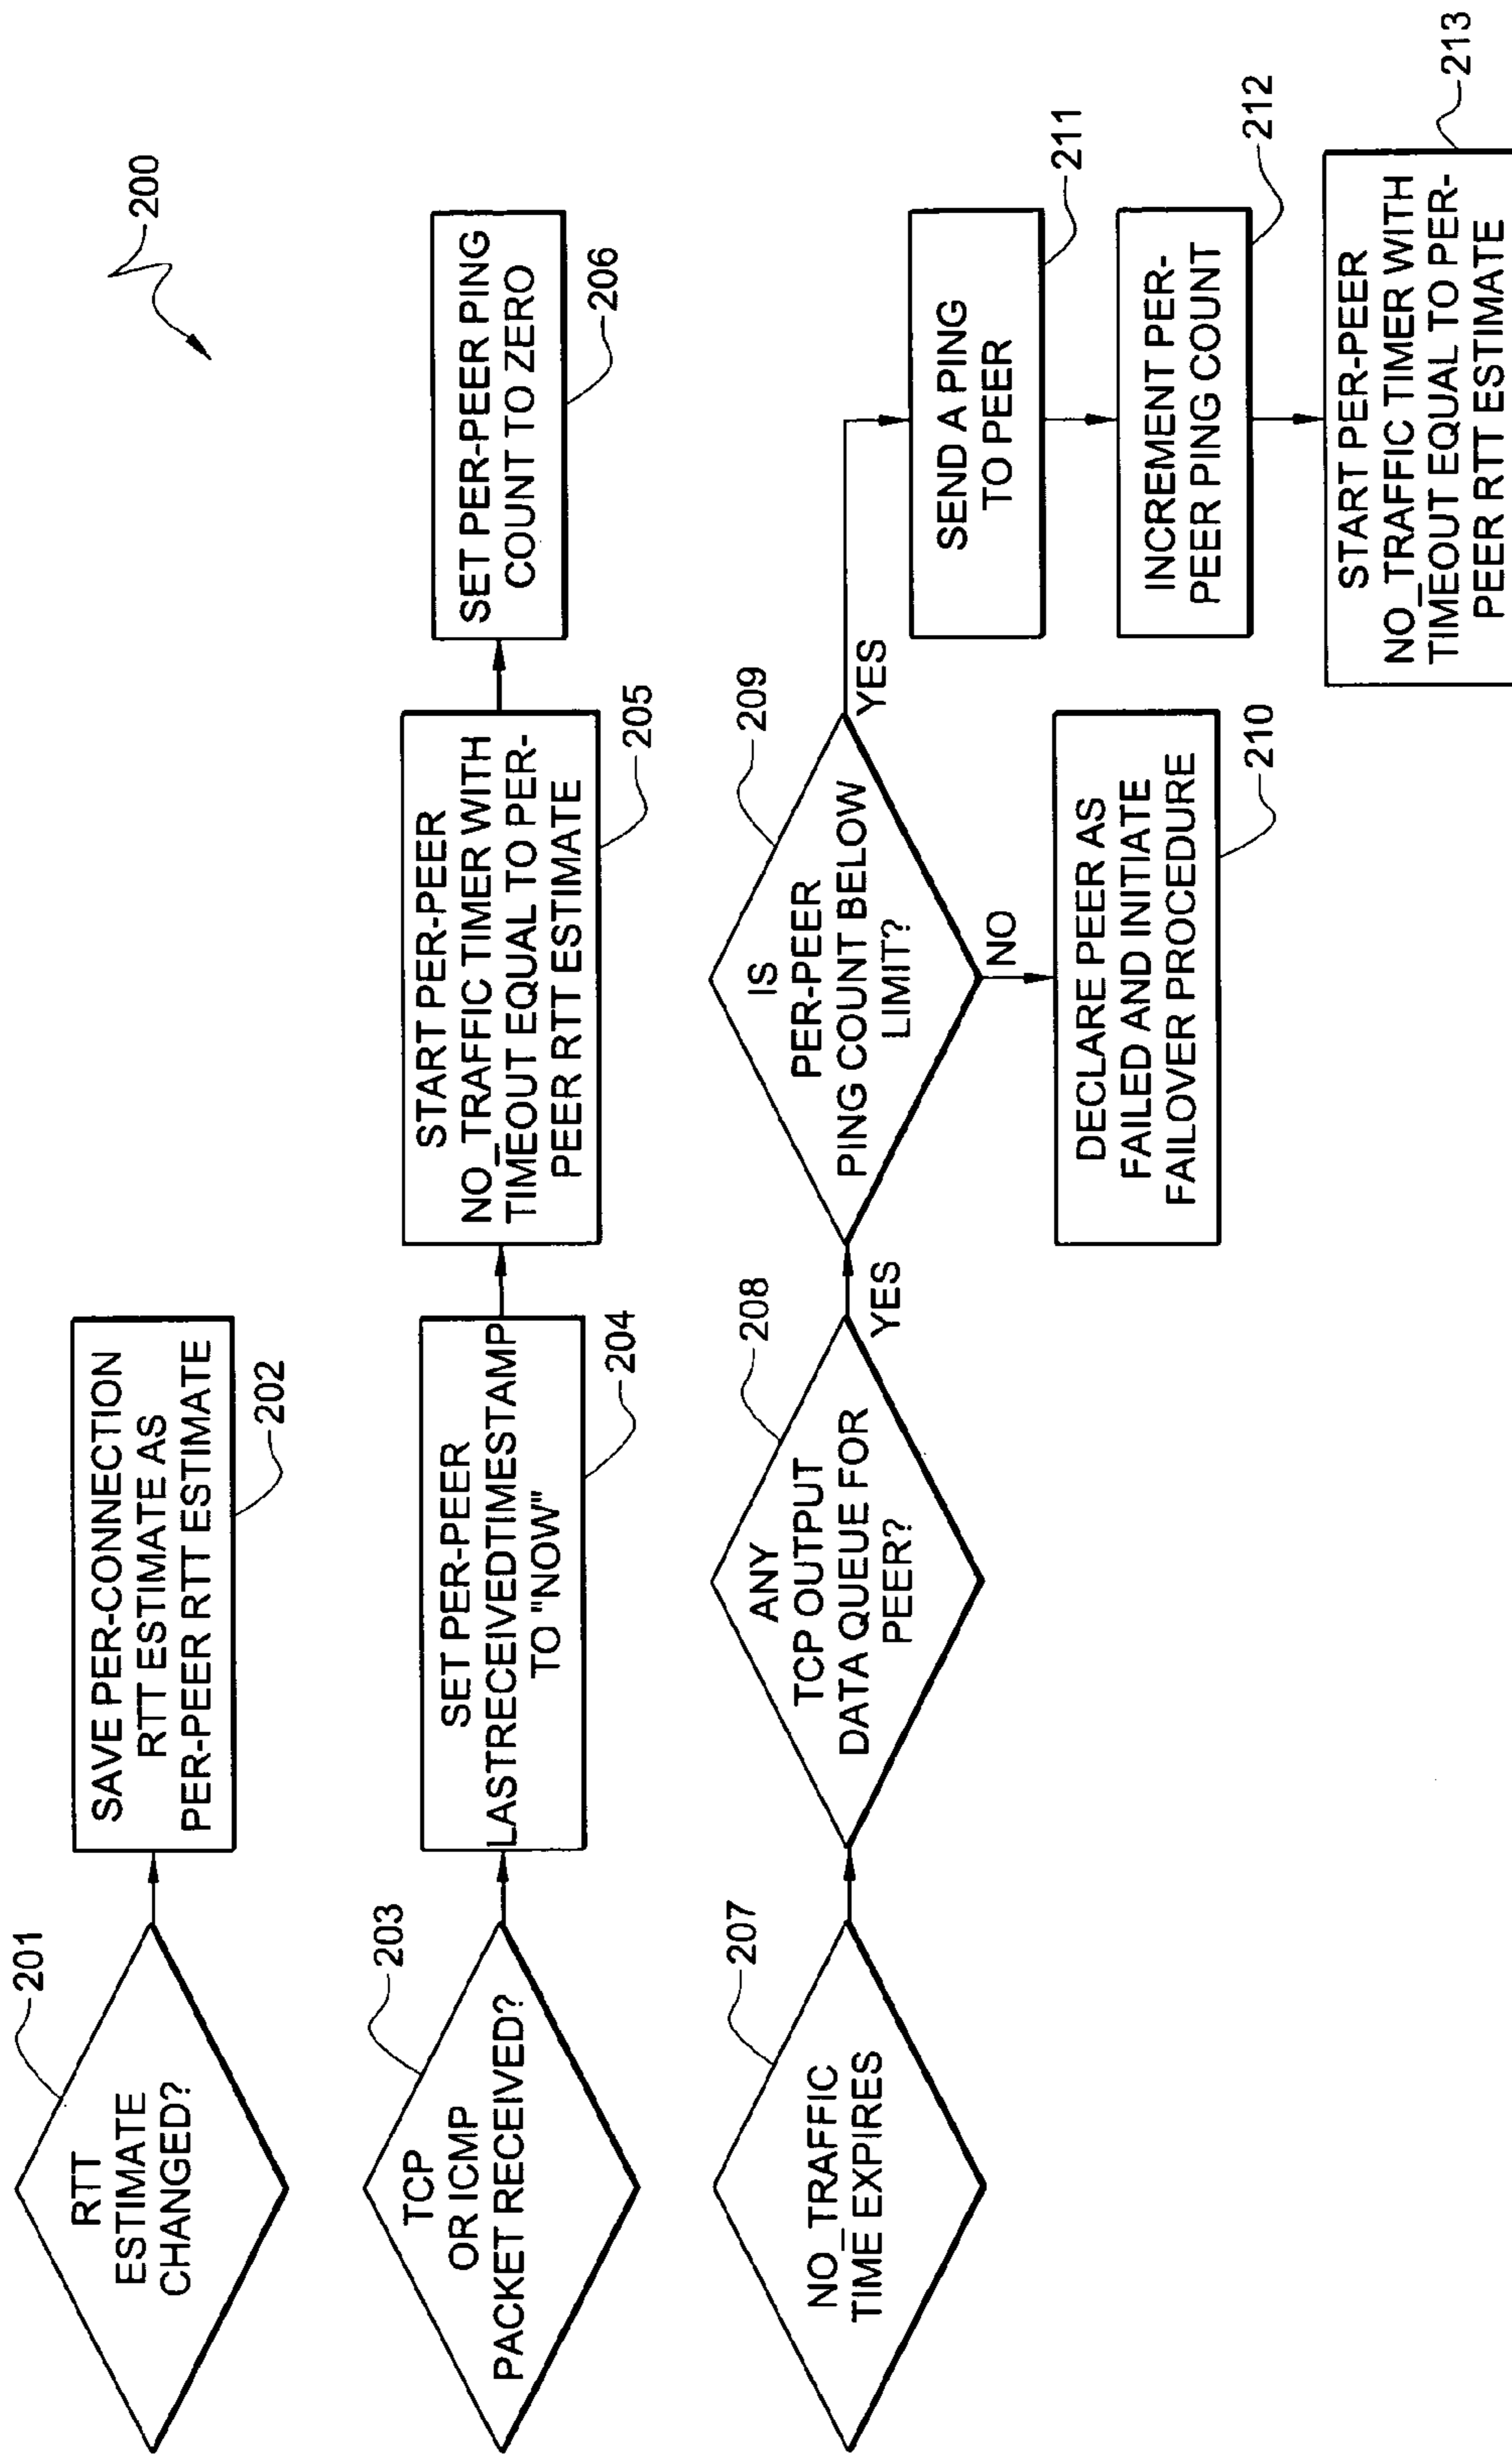 200
201
RTT
ESTIMATE
CHANGED?
SAVE PER-CONNECTION
RTT ESTIMATE AS
PER-PEER RTT ESTIMATE
202
203
TCP
OR ICMP
PACKET RECEIVED?
SET PER-PEER
LASTRECEIVEDTIMESTAMP
TO "NOW"
204
START PER-PEER
NO_TRAFFIC TIMER WITH
TIMEOUT EQUAL TO PER-
PEER RTT ESTIMATE
205
SET PER-PEER PING
COUNT TO ZERO
206
207
NO_TRAFFIC
TIME EXPIRES
208
ANY
TCP OUTPUT
DATA QUEUE FOR
PEER?
YES
209
IS
PER-PEER
PING COUNT BELOW
LIMIT?
YES
NO
DECLARE PEER AS
FAILED AND INITIATE
FAILOVER PROCEDURE
210
SEND A PING
TO PEER
211
INCREMENT PER-
PEER PING COUNT
212
START PER-PEER
NO_TRAFFIC TIMER WITH
TIMEOUT EQUAL TO PER-
PEER RTT ESTIMATE
213